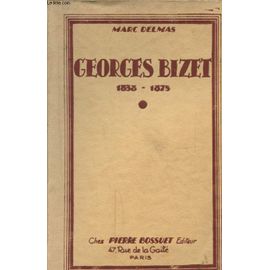 MARC DELMAS
GEORGES BIZET
1838 - 1875
Chez PIERRE BOSSUET Editeur
47, Rue de la Gaîté
PARIS